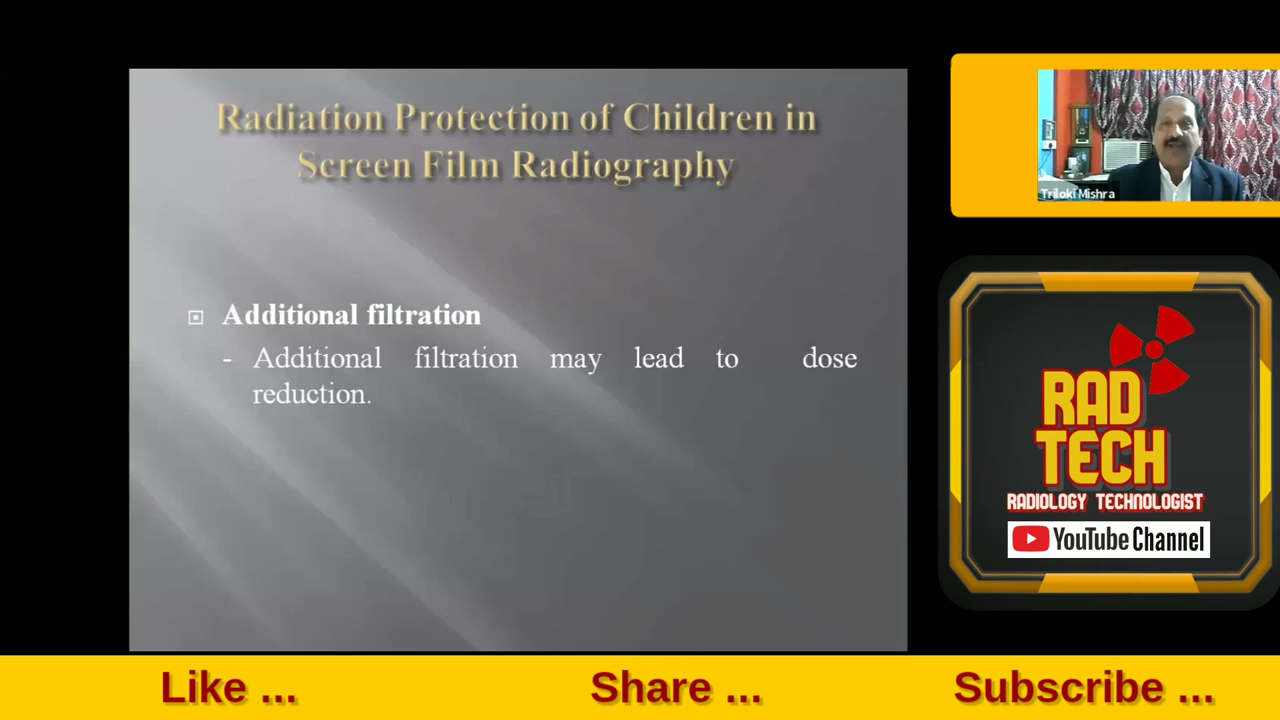 Radiation Protection of Children in
Screen Film Radiography
Additional filtration
- Additional filtration may lead to dose
reduction.
Triloki Mishra
RAD
TECH
RADIOLOGY TECHNOLOGIST
YouTube Channel
Like ...
Share ...
Subscribe ...